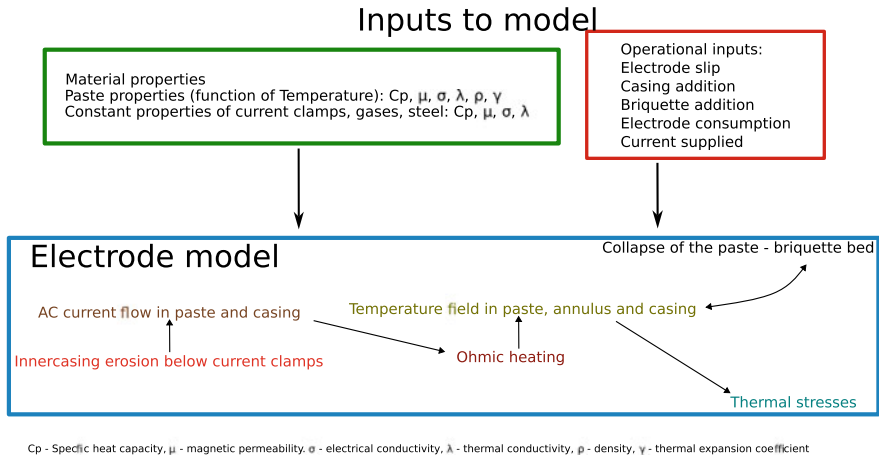 Inputs to model
Material properties
Paste properties (function of Temperature): Cp, μ, σ, λ, ρ, γ
Constant properties of current clamps, gases, steel: Cp, μ, σ, λ
Operational inputs:
Electrode slip
Casing addition
Briquette addition
Electrode consumption
Current supplied
Electrode model
Collapse of the paste - briquette bed
AC current flow in paste and casing
Temperature field in paste, annulus and casing
Innercasing erosion below current clamps
Ohmic heating
Thermal stresses
Cp - Specfic heat capacity, μ - magnetic permeability. σ - electrical conductivity, λ - thermal conductivity, ρ - density, γ - thermal expansion coefficient